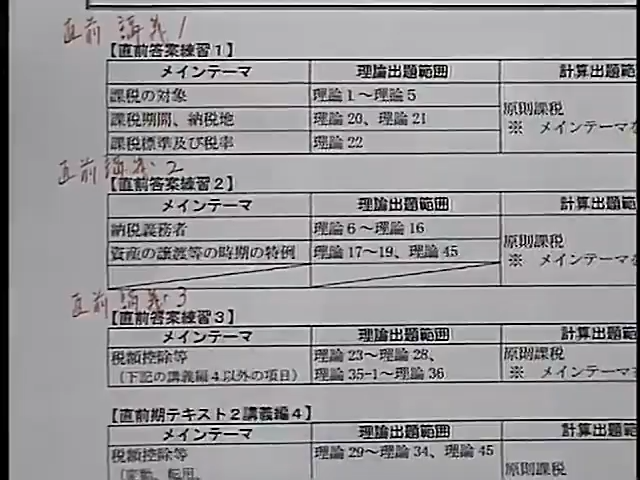 直前 講義 1
【直前答案練習1】
メインテーマ 理論出題範囲 計算出題
課税の対象 理論1～理論5 原則課税
課税期間、納税地 理論20、理論21 ※ メインテーマを
課税標準及び税率 理論22
直前 講義 2
【直前答案練習2】
メインテーマ 理論出題範囲 計算出題範
納税義務者 理論6～理論16 原則課税
資産の譲渡等の時期の特例 理論17～19、理論45 ※ メインテーマを
直前 講義 3
【直前答案練習3】
メインテーマ 理論出題範囲 計算出題範
税額控除等 理論23～理論28、 原則課税
（下記の講義編4以外の項目） 理論35-1～理論36 ※ メインテーマ
【直前期テキスト2講義編4】
メインテーマ 理論出題範囲 計算出題範
税額控除等 理論29～理論34、理論45 原則課税
（変動、転用、